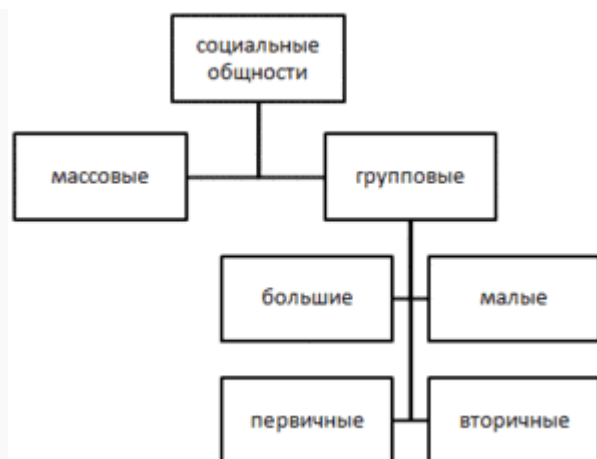 социальные
общности
массовые
групповые
большие
малые
первичные
вторичные